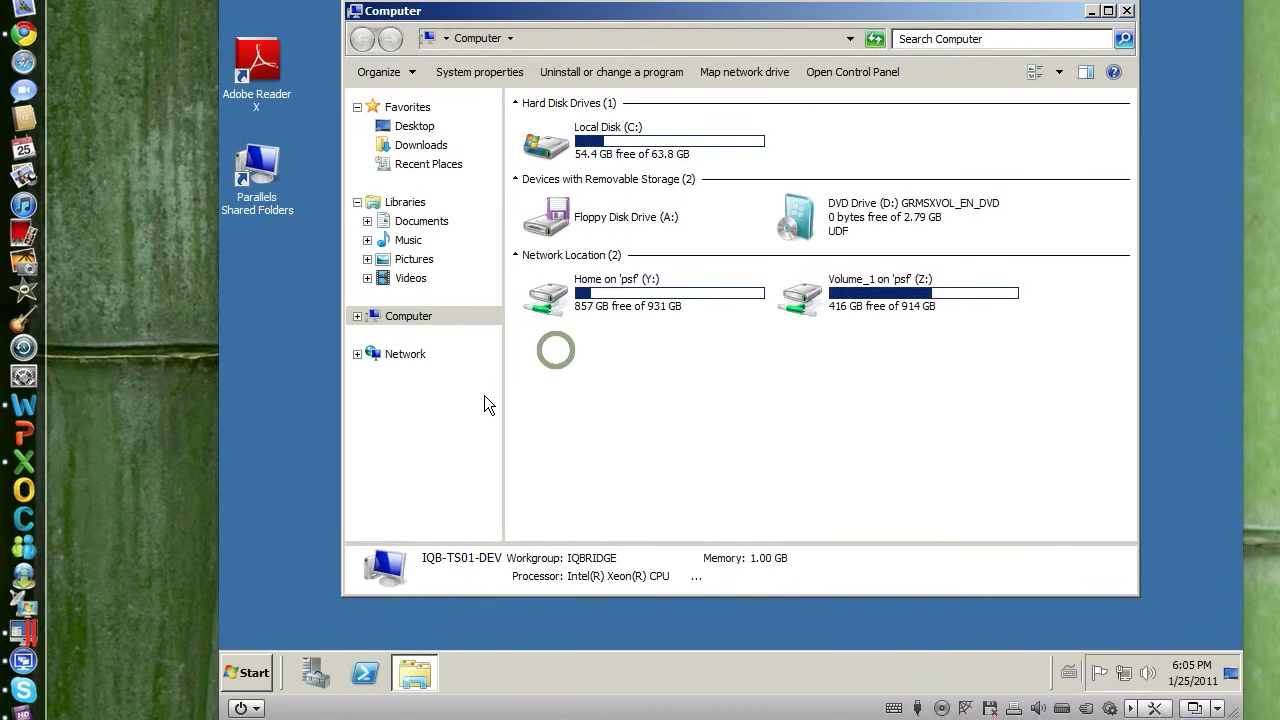 Computer
Computer
Search Computer
Organize
System properties
Uninstall or change a program
Map network drive
Open Control Panel
Adobe Reader
X
Parallels
Shared Folders
Favorites
Desktop
Downloads
Recent Places
Libraries
Documents
Music
Pictures
Videos
Computer
Network
Hard Disk Drives (1)
Local Disk (C:)
54.4 GB free of 63.8 GB
Devices with Removable Storage (2)
Floppy Disk Drive (A:)
DVD Drive (D:) GRMSXVOL_EN_DVD
0 bytes free of 2.79 GB
UDF
Network Location (2)
Home on 'psf' (Y:)
857 GB free of 931 GB
Volume_1 on 'psf' (Z:)
416 GB free of 914 GB
IQB-TS01-DEV Workgroup: IQBRIDGE Memory: 1.00 GB
Processor: Intel(R) Xeon(R) CPU ...
Start
6:05 PM
1/25/2011
25
W
P
X
O
C
S
HD